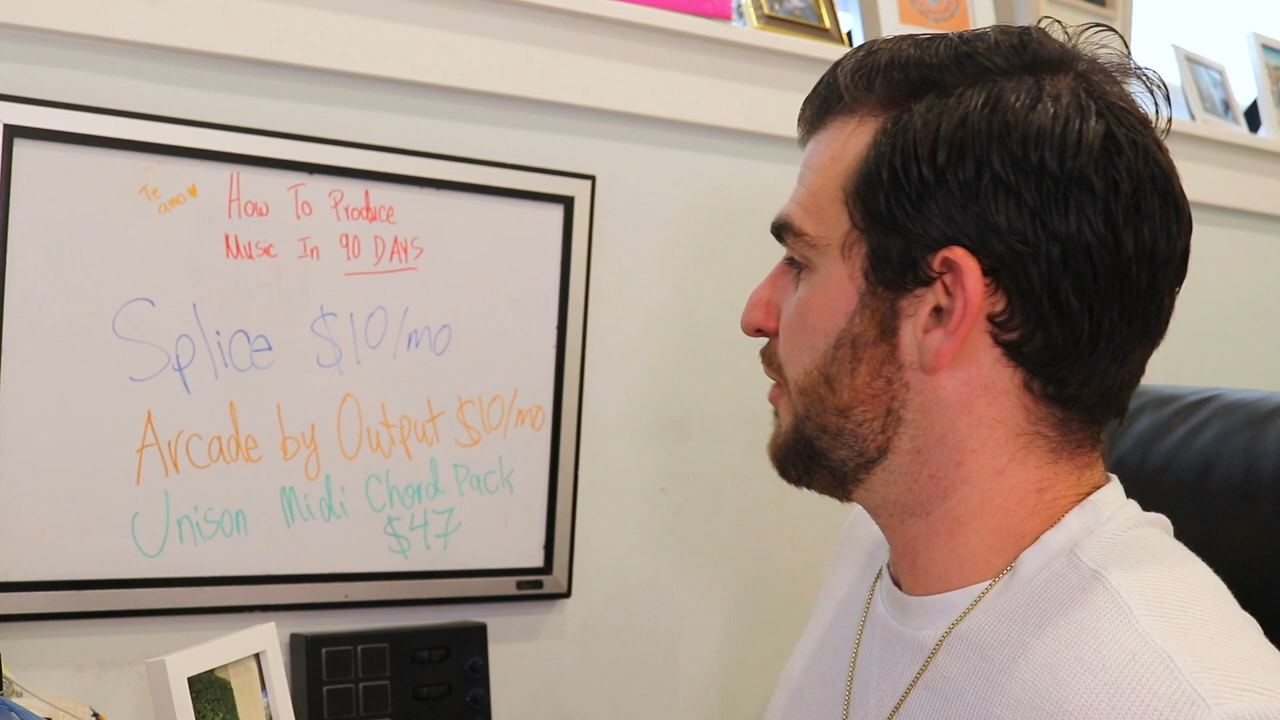 Te
amo
How To Produce
Music In 90 DAYS
Splice $10/mo
Arcade by Output $10/mo
Unison Midi Chord Pack
$47